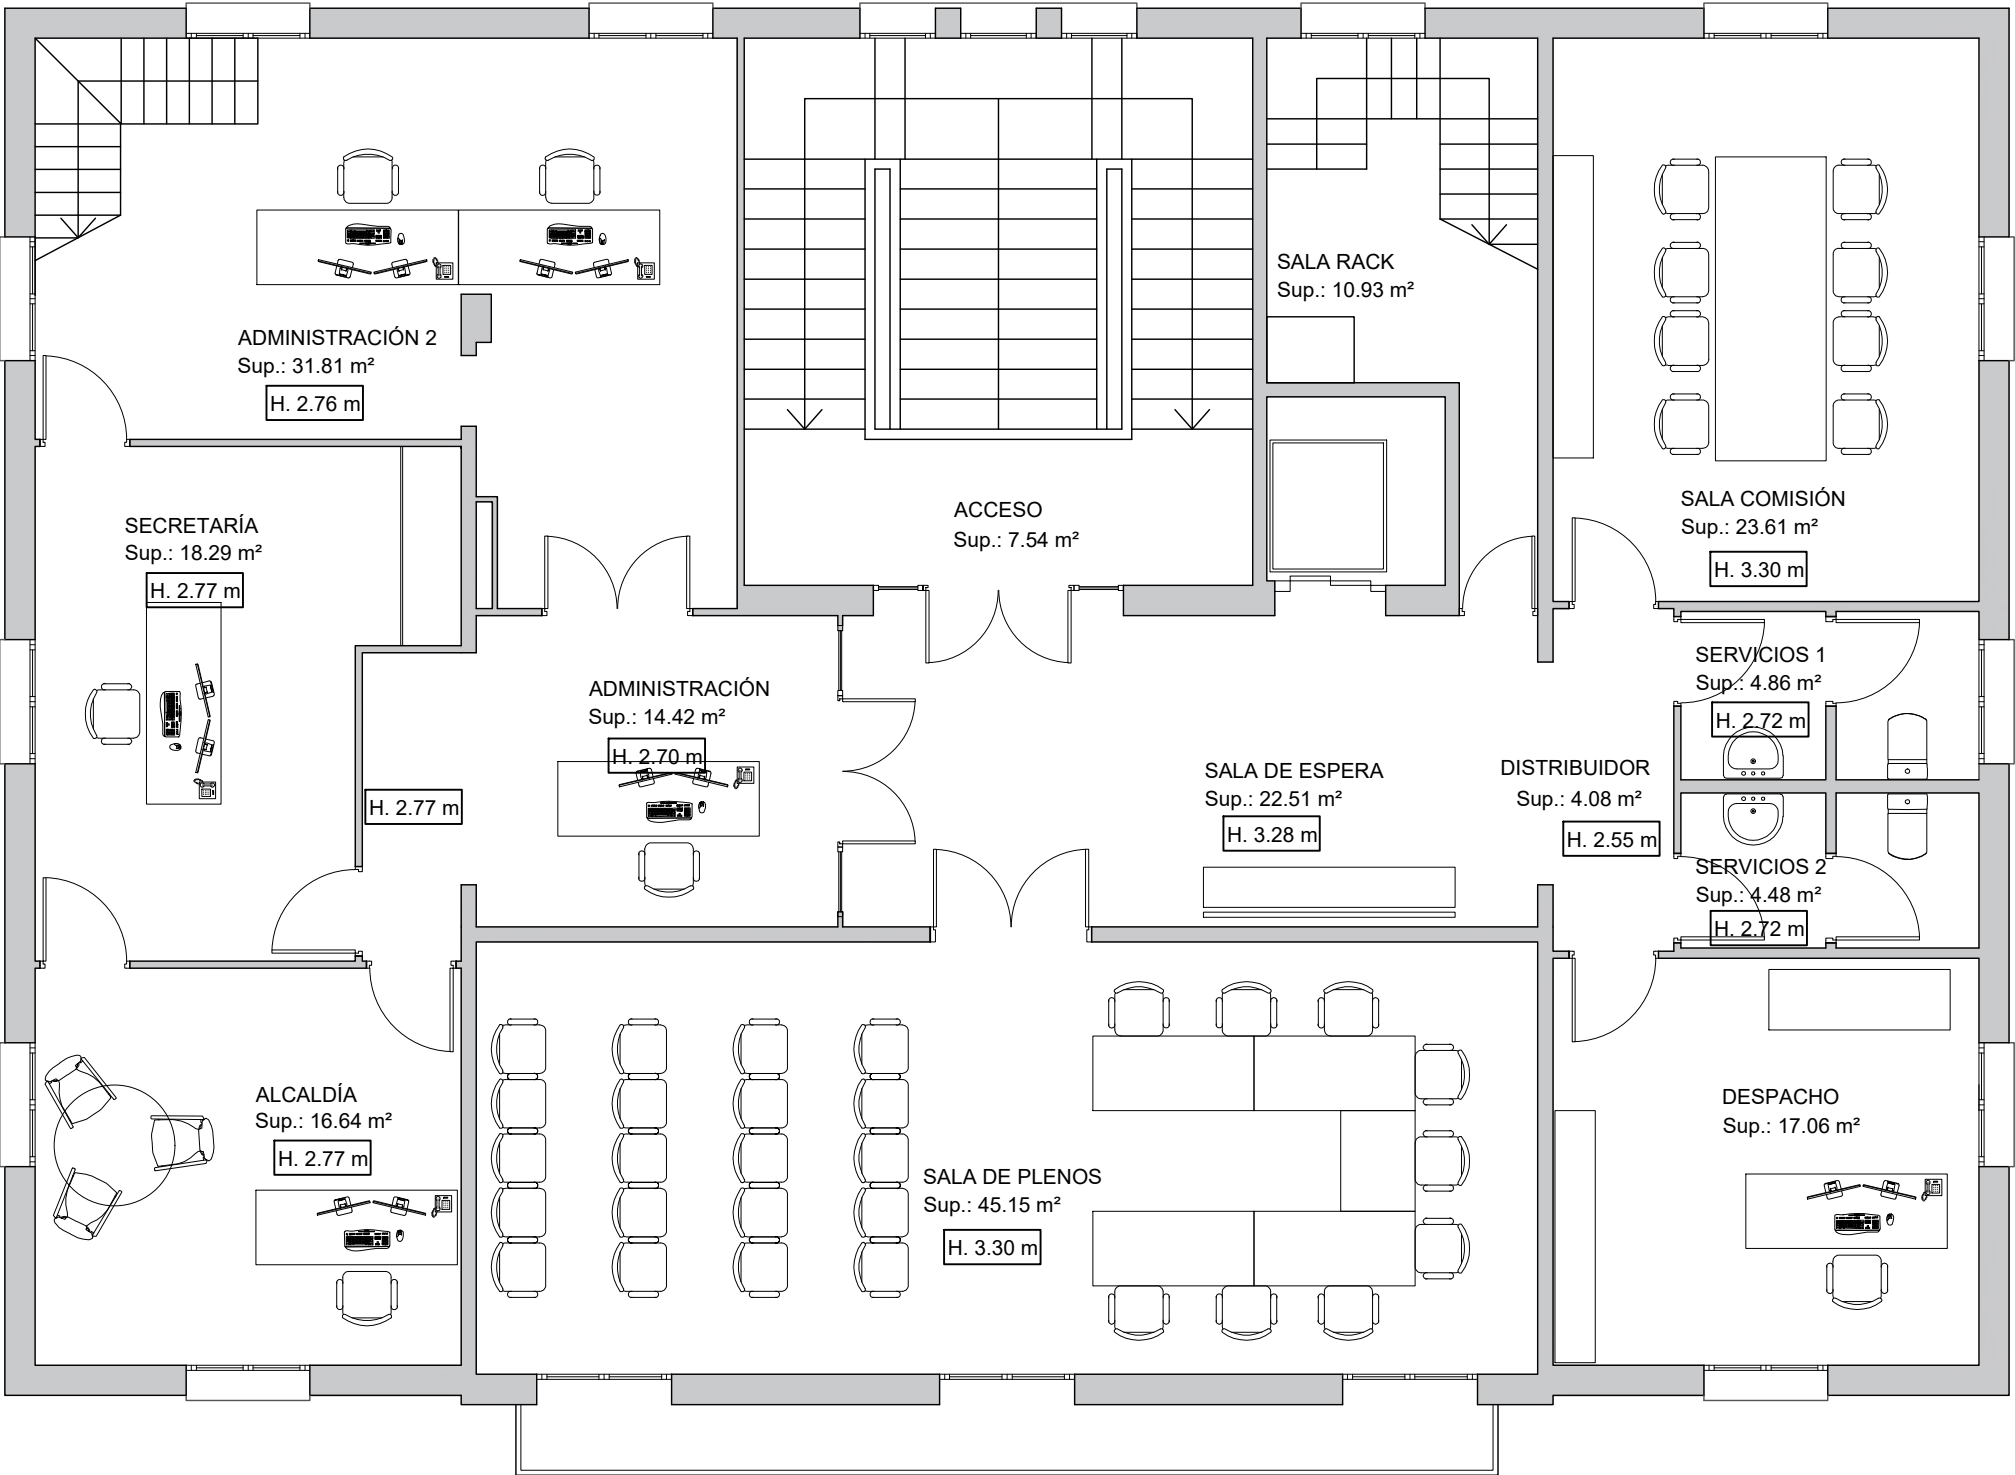 SALA RACK
Sup.: 10.93 m²
ADMINISTRACIÓN 2
Sup.: 31.81 m²
H. 2.76 m
SALA COMISIÓN
Sup.: 23.61 m²
H. 3.30 m
ACCESO
Sup.: 7.54 m²
SECRETARÍA
Sup.: 18.29 m²
H. 2.77 m
SERVICIOS 1
Sup.: 4.86 m²
H. 2.72 m
ADMINISTRACIÓN
Sup.: 14.42 m²
H. 2.70 m
H. 2.77 m
SALA DE ESPERA
Sup.: 22.51 m²
H. 3.28 m
DISTRIBUIDOR
Sup.: 4.08 m²
H. 2.55 m
SERVICIOS 2
Sup.: 4.48 m²
H. 2.72 m
ALCALDÍA
Sup.: 16.64 m²
H. 2.77 m
SALA DE PLENOS
Sup.: 45.15 m²
H. 3.30 m
DESPACHO
Sup.: 17.06 m²